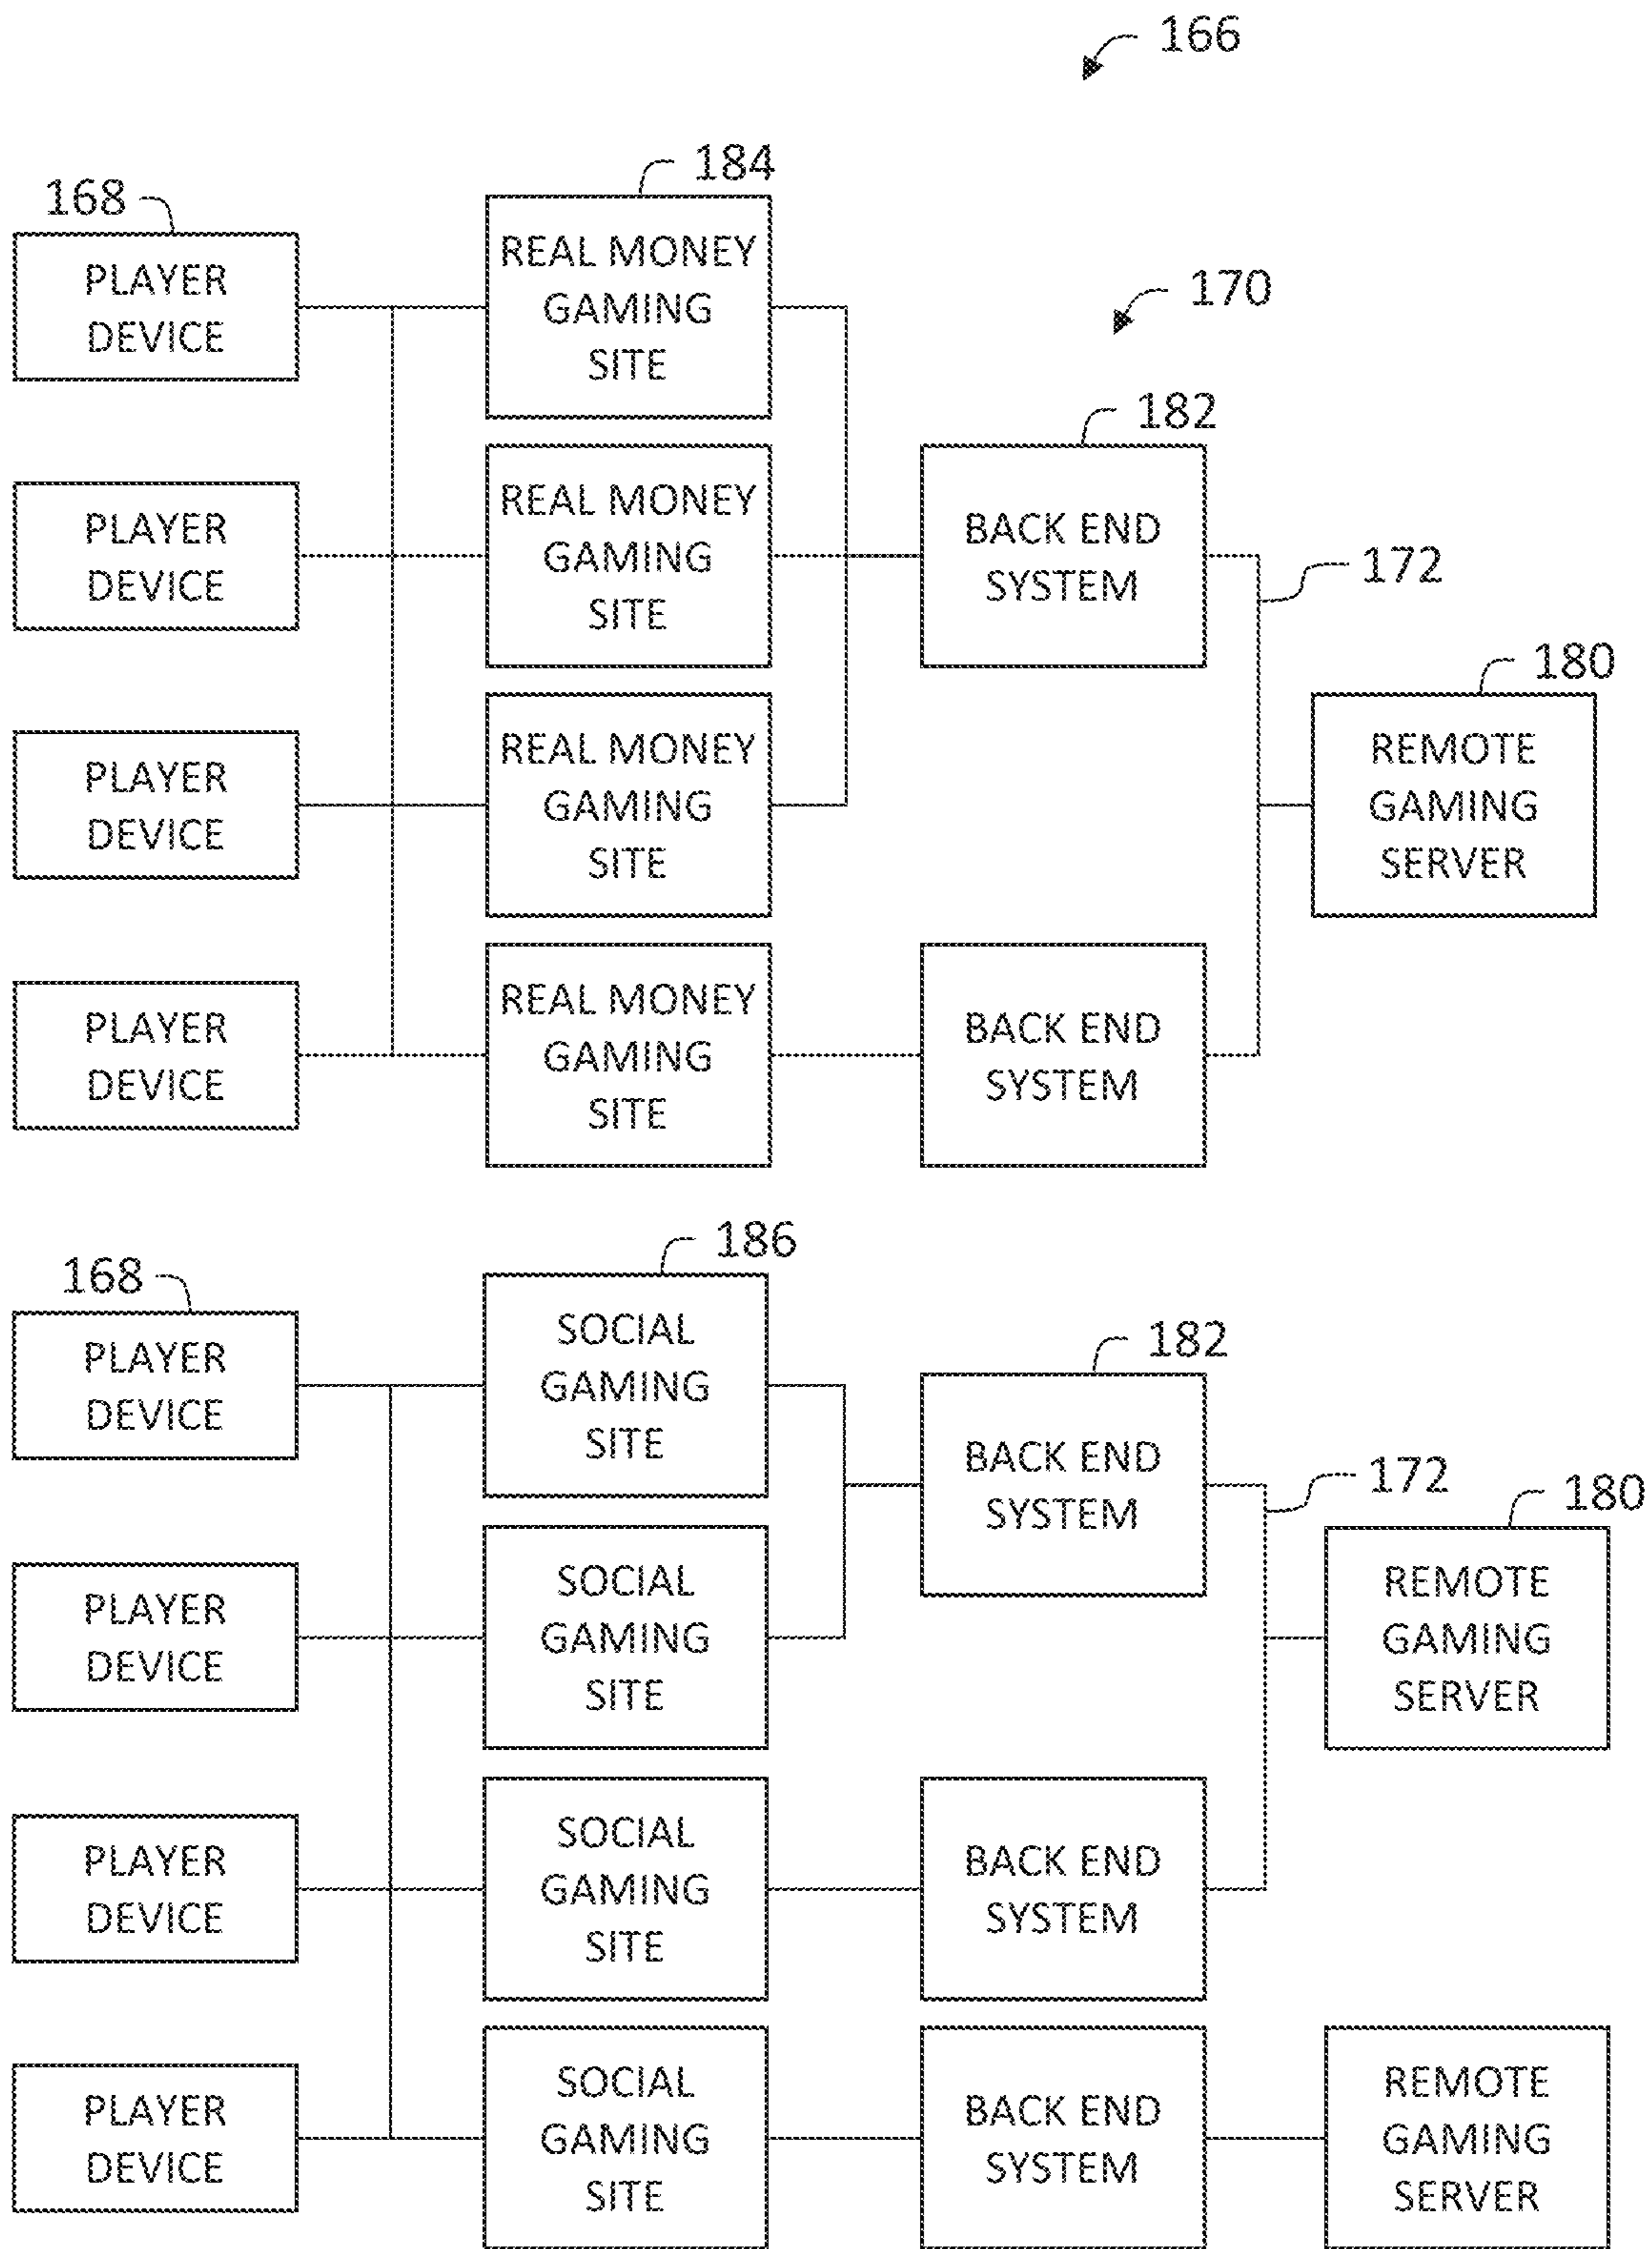 166
184
168
REAL MONEY
GAMING
SITE
PLAYER
DEVICE
170
182
REAL MONEY
GAMING
SITE
PLAYER
DEVICE
BACK END
SYSTEM
172
180
REAL MONEY
GAMING
SITE
PLAYER
DEVICE
REMOTE
GAMING
SERVER
REAL MONEY
GAMING
SITE
PLAYER
DEVICE
BACK END
SYSTEM
186
168
SOCIAL
GAMING
SITE
PLAYER
DEVICE
182
BACK END
SYSTEM
172
180
SOCIAL
GAMING
SITE
PLAYER
DEVICE
REMOTE
GAMING
SERVER
SOCIAL
GAMING
SITE
PLAYER
DEVICE
BACK END
SYSTEM
SOCIAL
GAMING
SITE
PLAYER
DEVICE
BACK END
SYSTEM
REMOTE
GAMING
SERVER